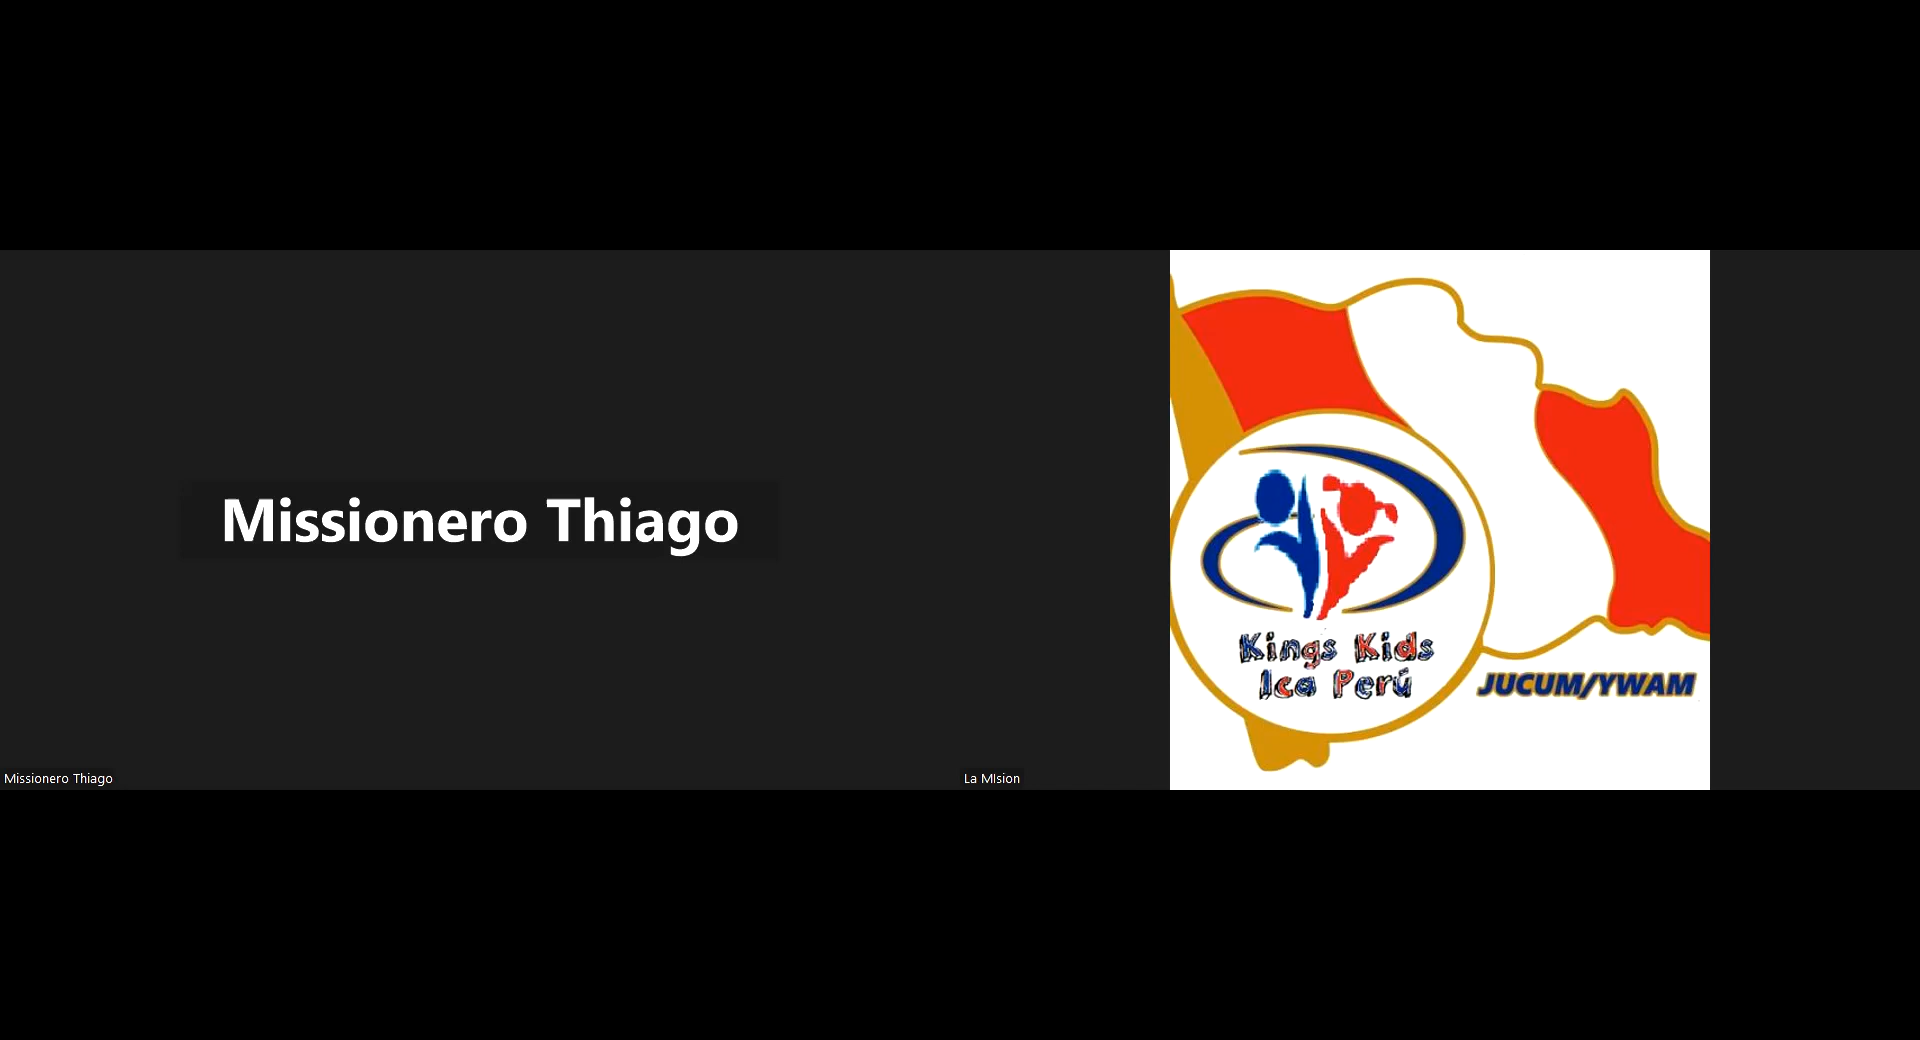 Missionero Thiago
Missionero Thiago
La MIsion
Kings Kids
Ica Perú
JUCUM/YWAM